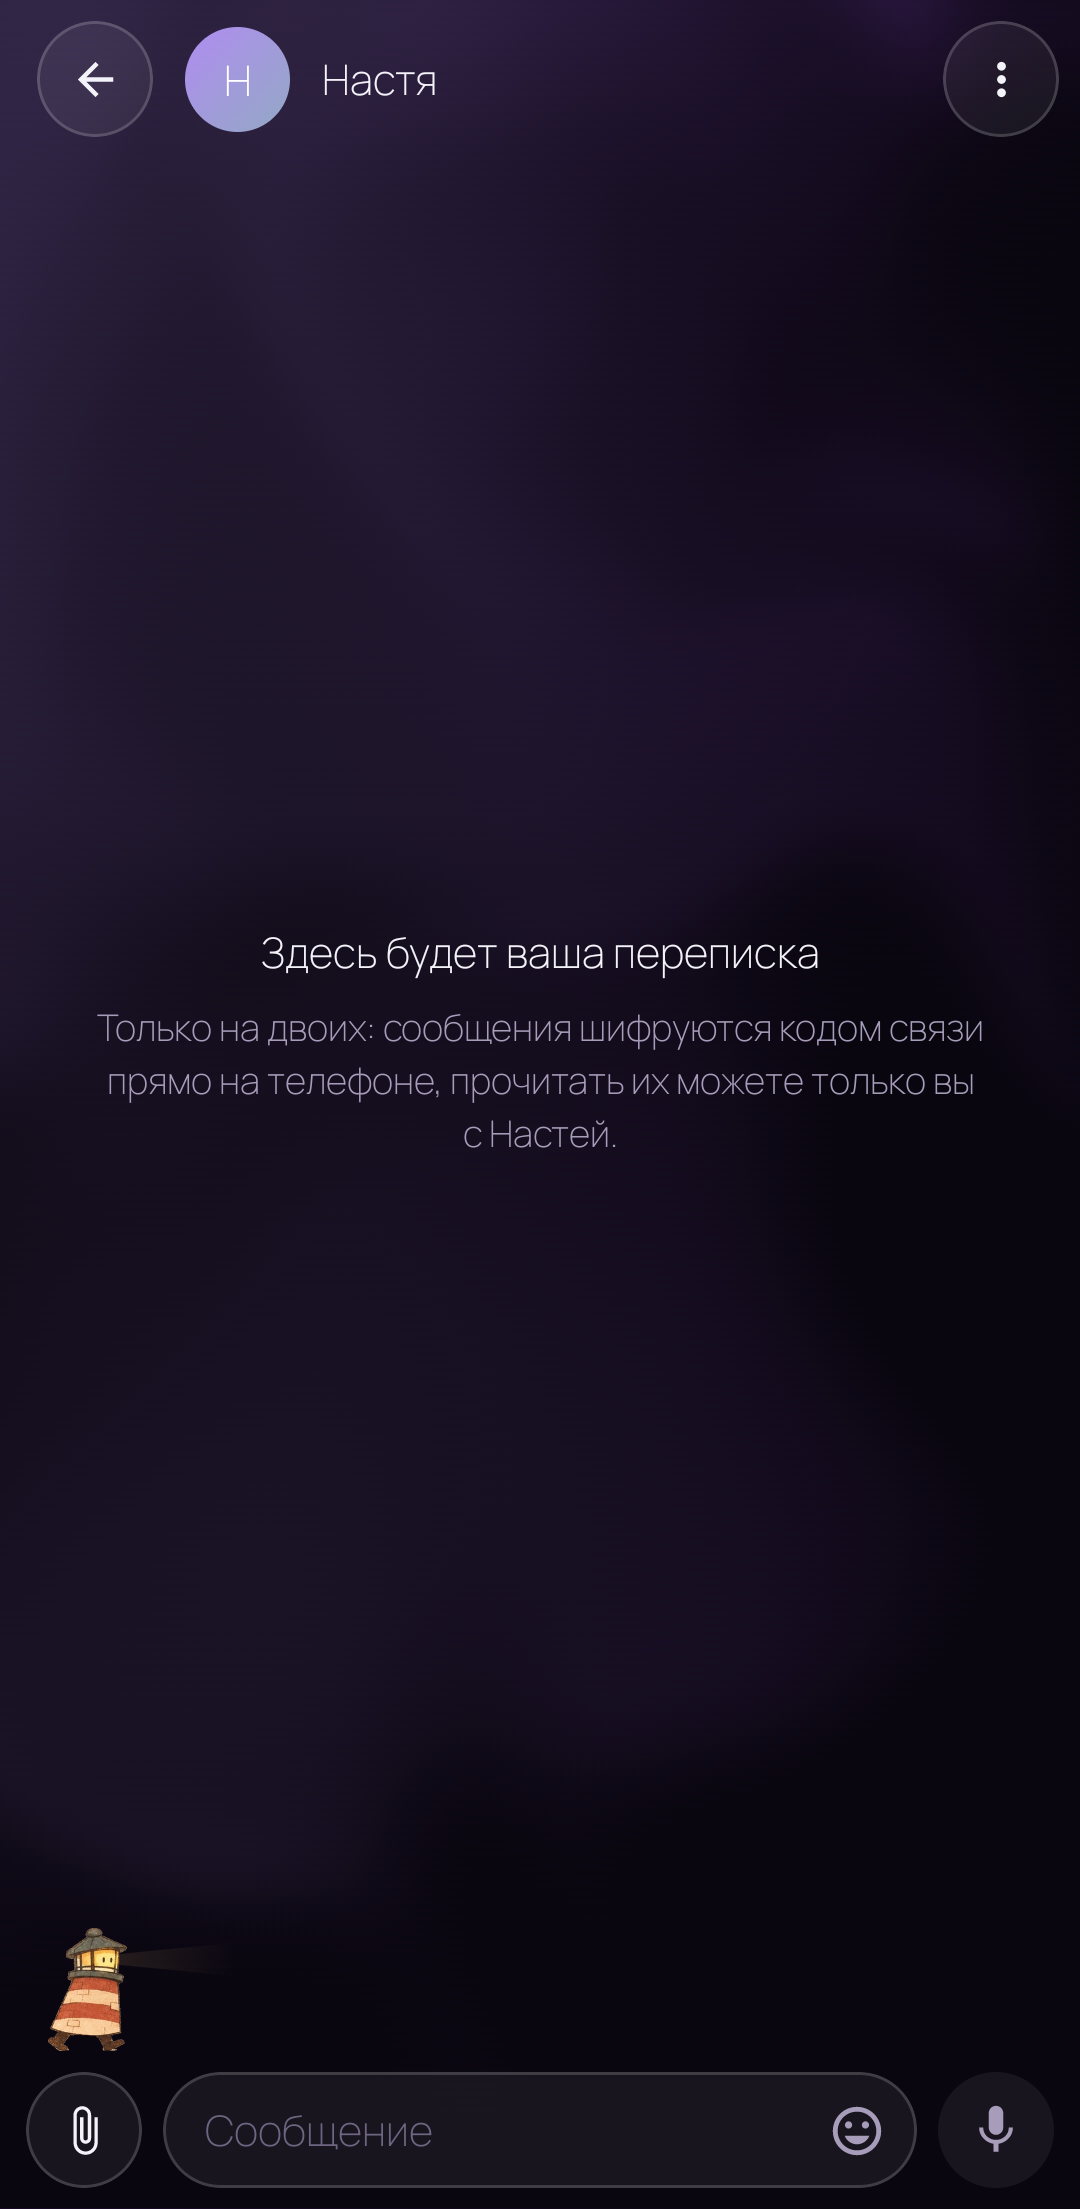 Н
Настя
Здесь будет ваша переписка
Только на двоих: сообщения шифруются кодом связи
прямо на телефоне, прочитать их можете только вы
с Настей.
Сообщение